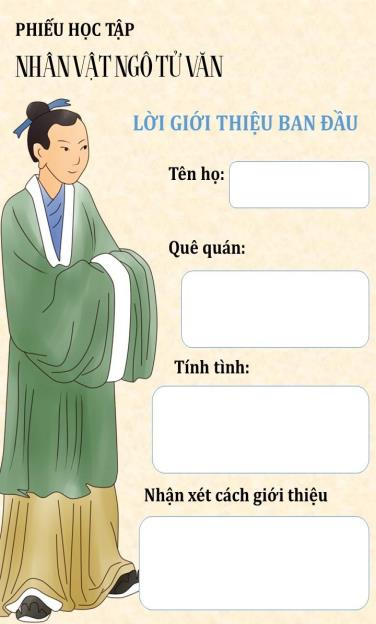 PHIẾU HỌC TẬP
NHÂN VẬT NGÔ TỬ VĂN
LỜI GIỚI THIỆU BAN ĐẦU
Tên họ:
Quê quán:
Tính tình:
Nhận xét cách giới thiệu